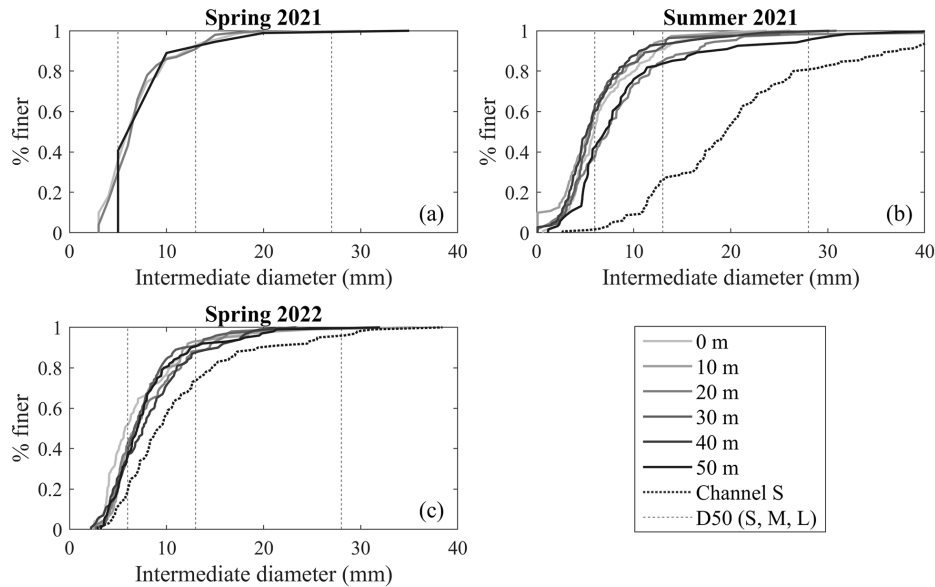 Spring 2021
% finer
1
0.8
0.6
0.4
0.2
0
0 10 20 30 40
Intermediate diameter (mm)
(a)
Summer 2021
% finer
1
0.8
0.6
0.4
0.2
0
0 10 20 30 40
Intermediate diameter (mm)
(b)
Spring 2022
% finer
1
0.8
0.6
0.4
0.2
0
0 10 20 30 40
Intermediate diameter (mm)
(c)
0 m
10 m
20 m
30 m
40 m
50 m
Channel S
D50 (S, M, L)